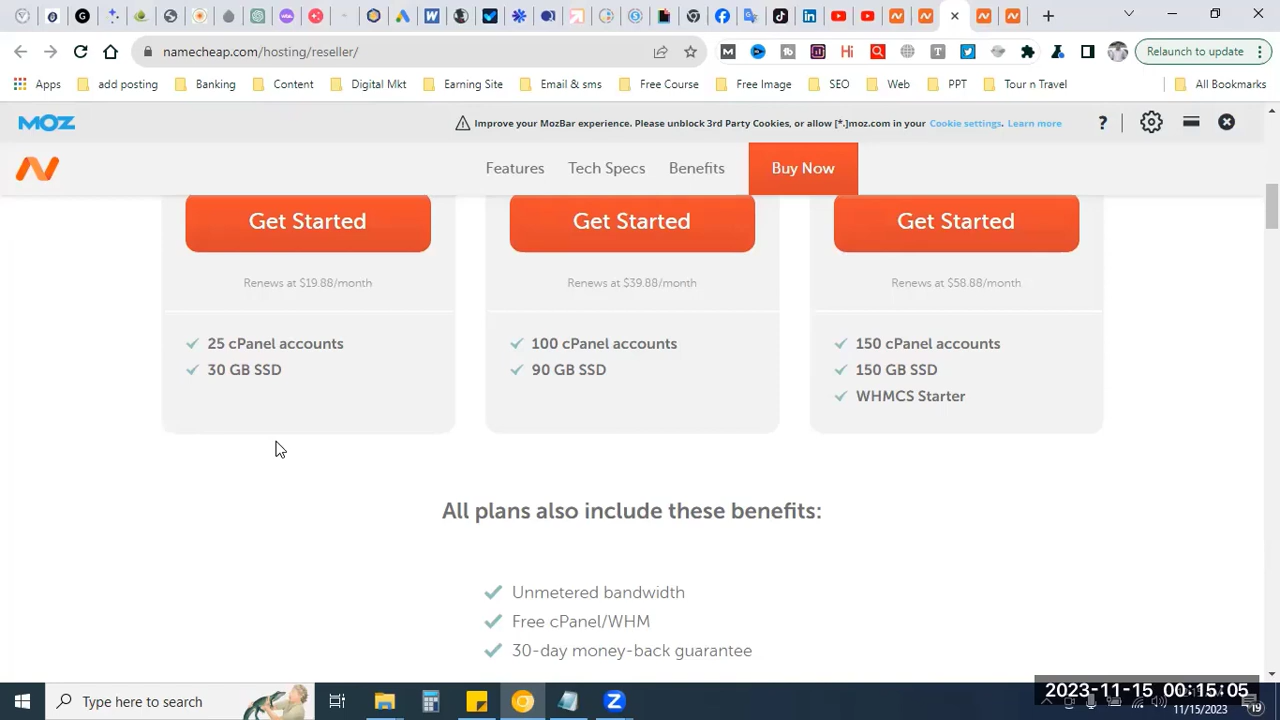 namecheap.com/hosting/reseller/
Relaunch to update
Apps
add posting
Banking
Content
Digital Mkt
Earning Site
Email & sms
Free Course
Free Image
SEO
Web
PPT
Tour n Travel
All Bookmarks
MOZ
Improve your MozBar experience. Please unblock 3rd Party Cookies, or allow [*.]moz.com in your Cookie settings. Learn more
Features
Tech Specs
Benefits
Buy Now
Get Started
Get Started
Get Started
Renews at $19.88/month
Renews at $39.88/month
Renews at $58.88/month
25 cPanel accounts
30 GB SSD
100 cPanel accounts
90 GB SSD
150 cPanel accounts
150 GB SSD
WHMCS Starter
All plans also include these benefits:
Unmetered bandwidth
Free cPanel/WHM
30-day money-back guarantee
Type here to search
2023-11-15 00:15:05
11/15/2023
19